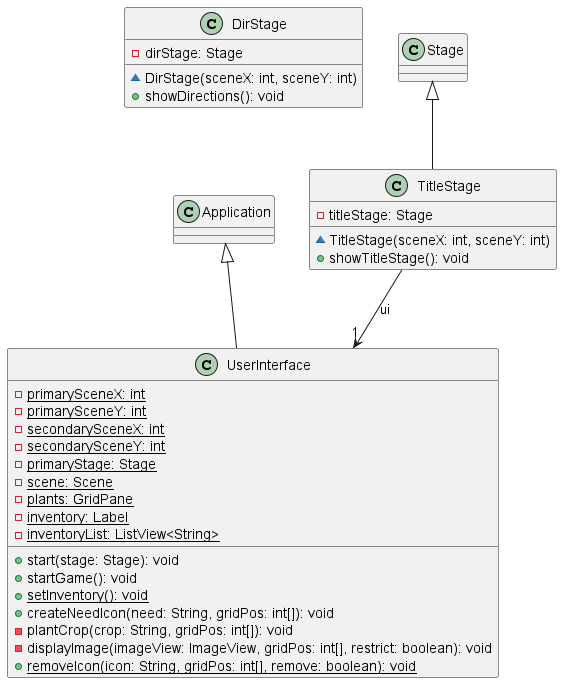 C DirStage
dirStage: Stage
DirStage(sceneX: int, sceneY: int)
showDirections(): void
C Stage
C Application
C TitleStage
titleStage: Stage
TitleStage(sceneX: int, sceneY: int)
showTitleStage(): void
ui
1
C UserInterface
primarySceneX: int
primarySceneY: int
secondarySceneX: int
secondarySceneY: int
primaryStage: Stage
scene: Scene
plants: GridPane
inventory: Label
inventoryList: ListView<String>
start(stage: Stage): void
startGame(): void
setInventory(): void
createNeedIcon(need: String, gridPos: int[]): void
plantCrop(crop: String, gridPos: int[]): void
displayImage(imageView: ImageView, gridPos: int[], restrict: boolean): void
removeIcon(icon: String, gridPos: int[], remove: boolean): void